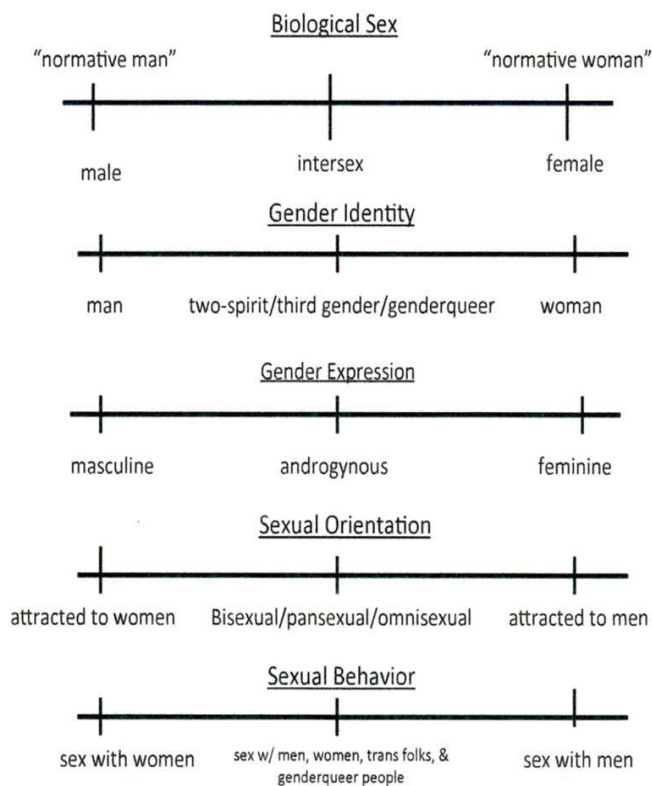 Biological Sex
“normative man” “normative woman”
male intersex female
Gender Identity
man two-spirit/third gender/genderqueer woman
Gender Expression
masculine androgynous feminine
Sexual Orientation
attracted to women Bisexual/pansexual/omnisexual attracted to men
Sexual Behavior
sex with women sex w/ men, women, trans folks, & sex with men
genderqueer people